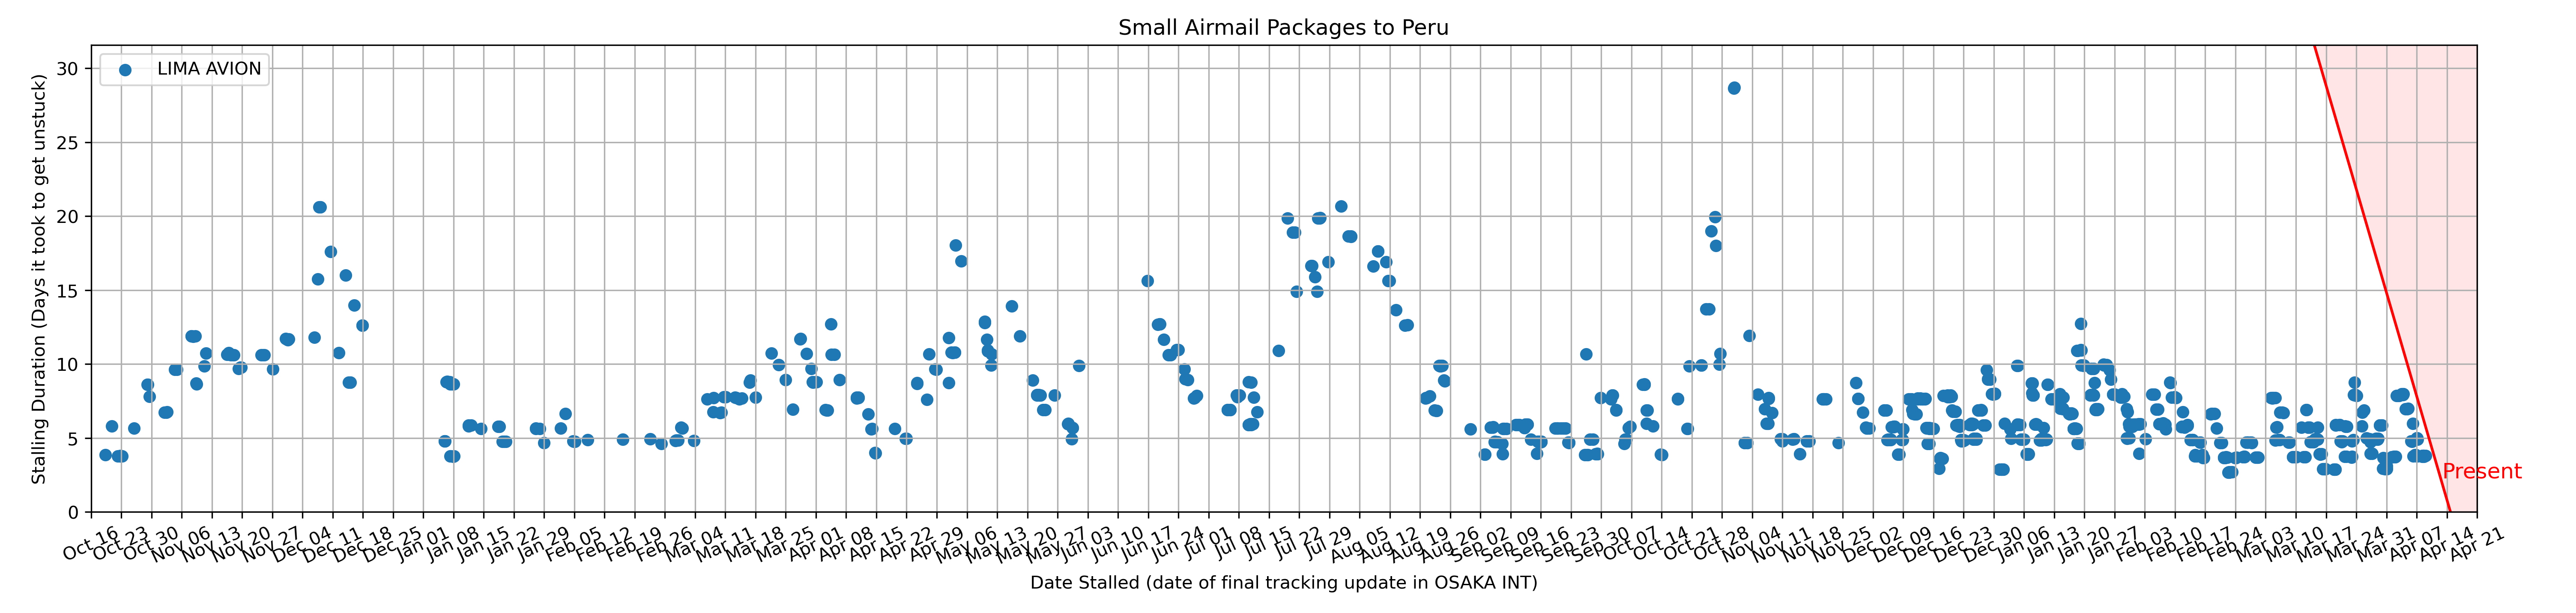 Small Airmail Packages to Peru
LIMA AVION
Stalling Duration (Days it took to get unstuck)
30
25
20
15
10
5
0
Present
Oct 16 Oct 23 Oct 30 Nov 06 Nov 13 Nov 20 Nov 27 Dec 04 Dec 11 Dec 18 Dec 25 Jan 01 Jan 08 Jan 15 Jan 22 Jan 29 Feb 05 Feb 12 Feb 19 Feb 26 Mar 04 Mar 11 Mar 18 Mar 25 Apr 01 Apr 08 Apr 15 Apr 22 Apr 29 May 06 May 13 May 20 May 27 Jun 03 Jun 10 Jun 17 Jun 24 Jul 01 Jul 08 Jul 15 Jul 22 Jul 29 Aug 05 Aug 12 Aug 19 Aug 26 Sep 02 Sep 09 Sep 16 Sep 23 Sep 30 Oct 07 Oct 14 Oct 21 Oct 28 Nov 04 Nov 11 Nov 18 Nov 25 Dec 02 Dec 09 Dec 16 Dec 23 Dec 30 Jan 06 Jan 13 Jan 20 Jan 27 Feb 03 Feb 10 Feb 17 Feb 24 Mar 03 Mar 10 Mar 17 Mar 24 Mar 31 Apr 07 Apr 14 Apr 21
Date Stalled (date of final tracking update in OSAKA INT)